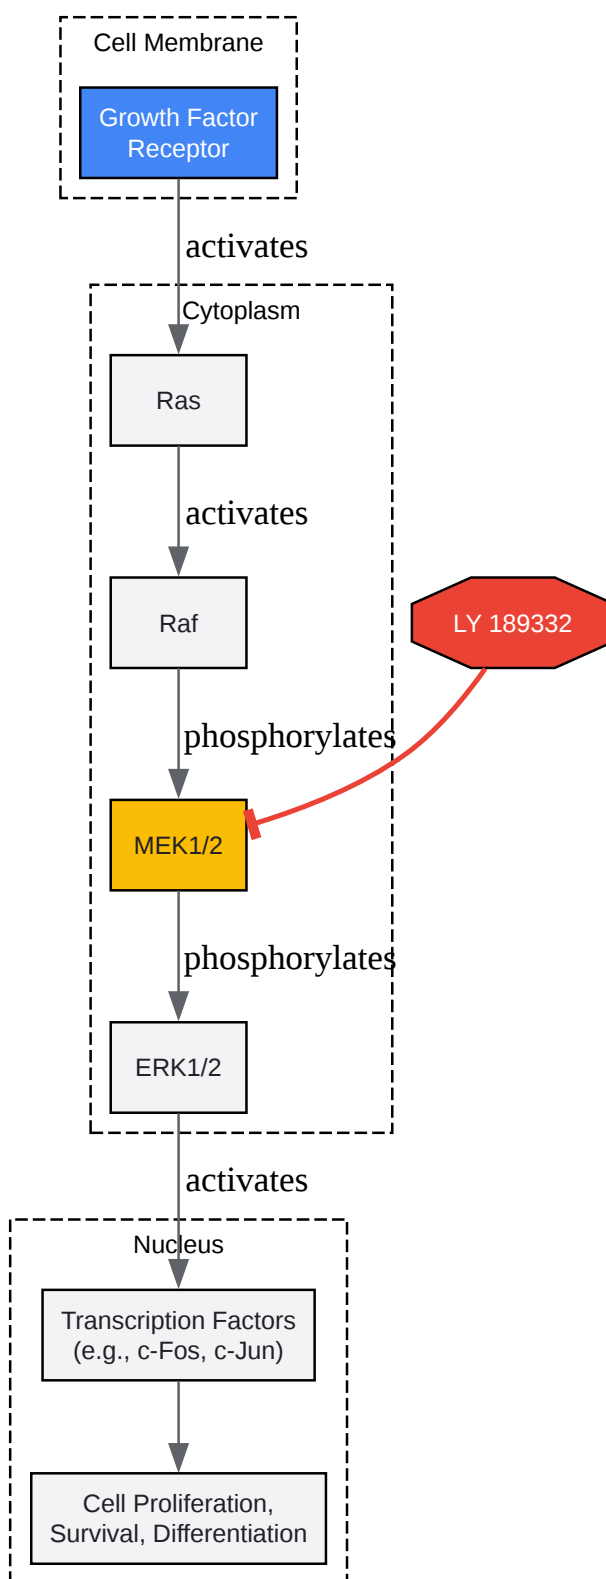 Cell Membrane
Growth Factor
Receptor
activates
Cytoplasm
Ras
activates
Raf
LY 189332
phosphorylates
MEK1/2
phosphorylates
ERK1/2
activates
Nucleus
Transcription Factors
(e.g., c-Fos, c-Jun)
Cell Proliferation,
Survival, Differentiation